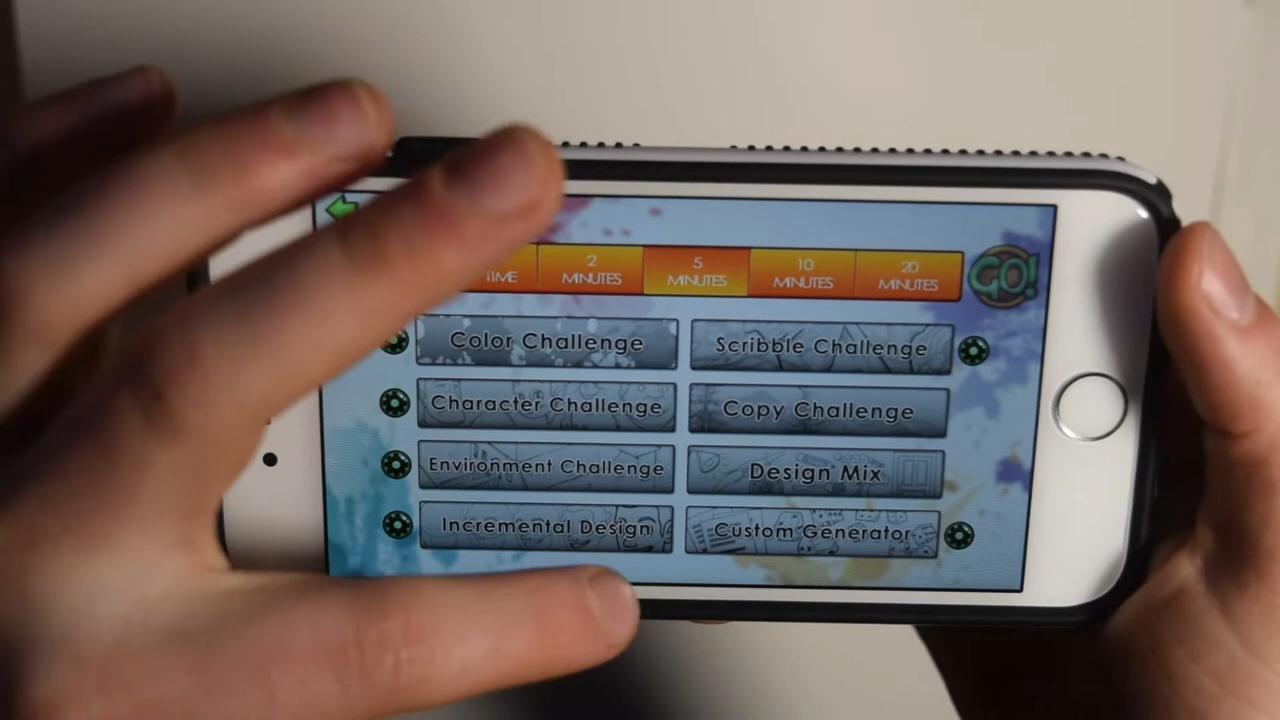 TIME
2
MINUTES
5
MINUTES
10
MINUTES
20
MINUTES
GO!
Color Challenge
Scribble Challenge
Character Challenge
Copy Challenge
Environment Challenge
Design Mix
Incremental Design
Custom Generator